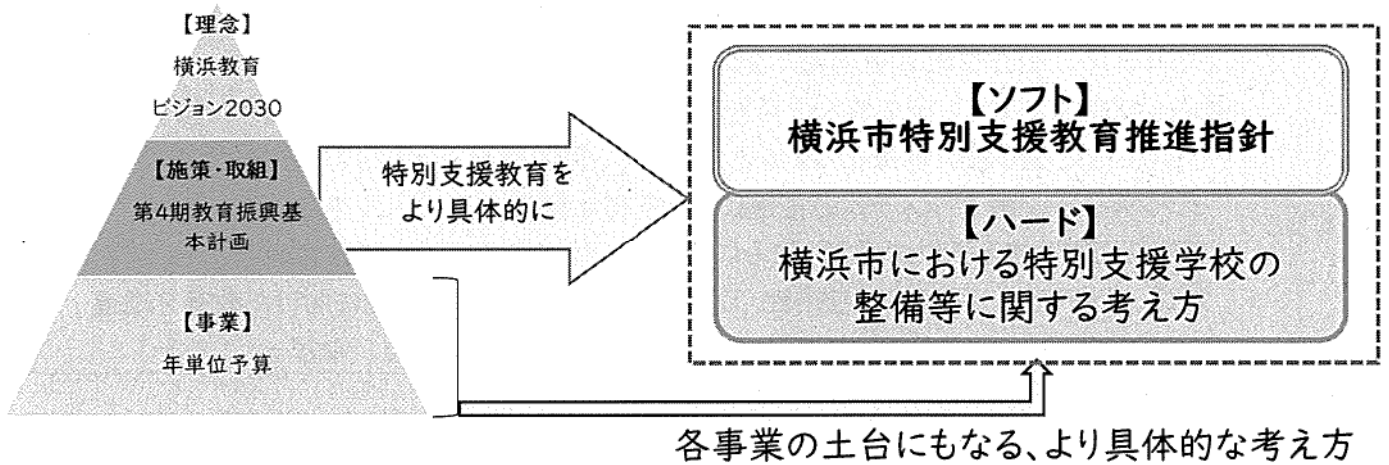 【理念】
横浜教育
ビジョン2030
【施策・取組】
第4期教育振興基
本計画
【事業】
年単位予算
特別支援教育を
より具体的に
【ソフト】
横浜市特別支援教育推進指針
【ハード】
横浜市における特別支援学校の
整備等に関する考え方
各事業の土台にもなる、より具体的な考え方